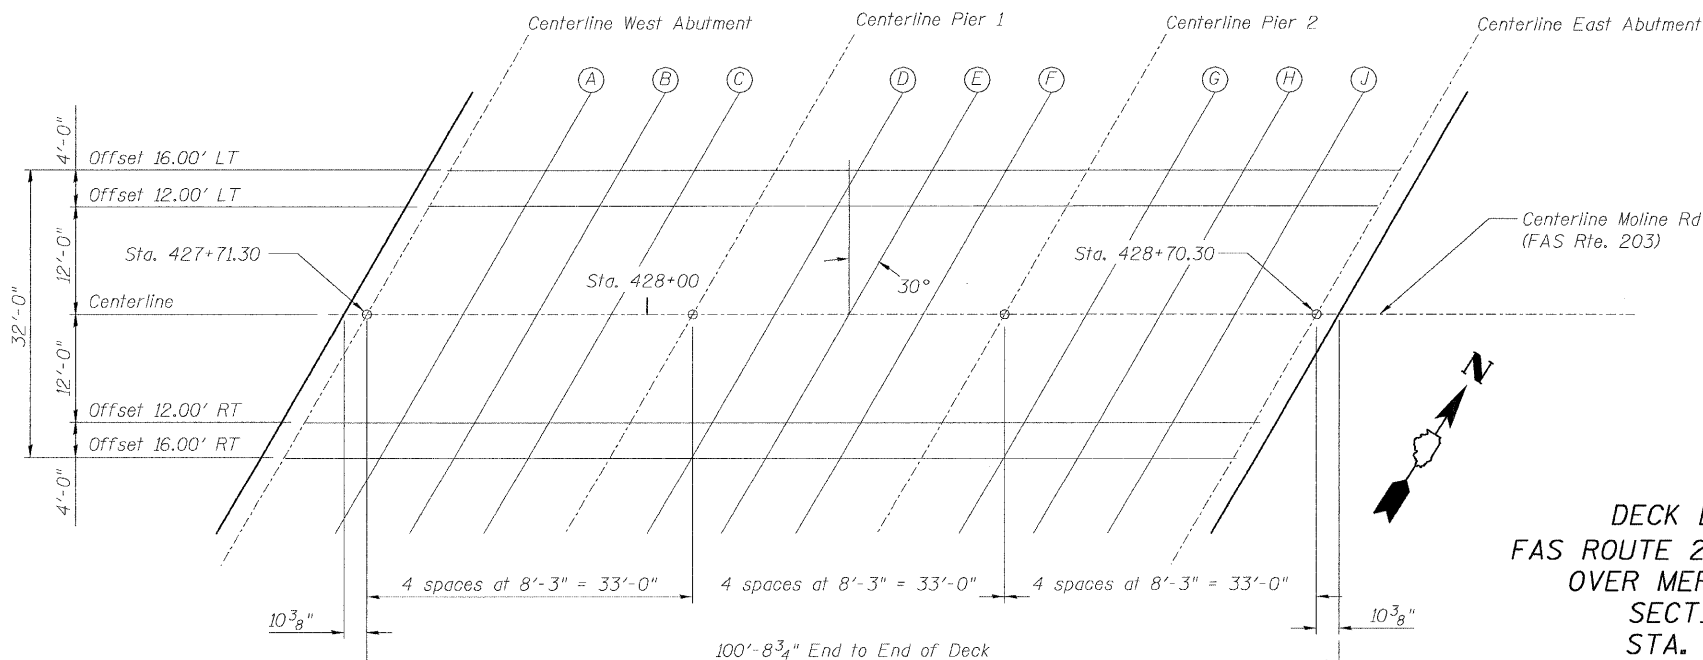 Centerline West Abutment
Centerline Pier 1
Centerline Pier 2
Centerline East Abutment
A
B
C
D
E
F
G
H
J
4'-0"
Offset 16.00' LT
Offset 12.00' LT
12'-0"
Sta. 427+71.30
Sta. 428+00
Sta. 428+70.30
Centerline Moline Rd
(FAS Rte. 203)
30°
Centerline
32'-0"
12'-0"
Offset 12.00' RT
Offset 16.00' RT
4'-0"
N
4 spaces at 8'-3" = 33'-0"
4 spaces at 8'-3" = 33'-0"
4 spaces at 8'-3" = 33'-0"
10 3/8"
10 3/8"
100'-8 3/4" End to End of Deck
DECK
FAS ROUTE 2
OVER MER
SECT
STA.